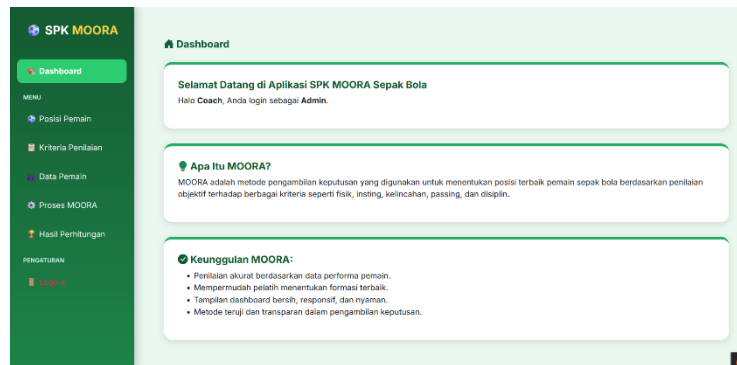 SPK MOORA
Dashboard
MENU
Posisi Pemain
Kriteria Penilaian
Data Pemain
Proses MOORA
Hasil Perhitungan
PENGATURAN
Logout
Dashboard
Selamat Datang di Aplikasi SPK MOORA Sepak Bola
Halo Coach, Anda login sebagai Admin.
Apa Itu MOORA?
MOORA adalah metode pengambilan keputusan yang digunakan untuk menentukan posisi terbaik pemain sepak bola berdasarkan penilaian
objektif terhadap berbagai kriteria seperti fisik, insting, kelincahan, passing, dan disiplin.
Keunggulan MOORA:
• Penilaian akurat berdasarkan data performa pemain.
• Mempermudah pelatih menentukan formasi terbaik.
• Tampilan dashboard bersih, responsif, dan nyaman.
• Metode teruji dan transparan dalam pengambilan keputusan.